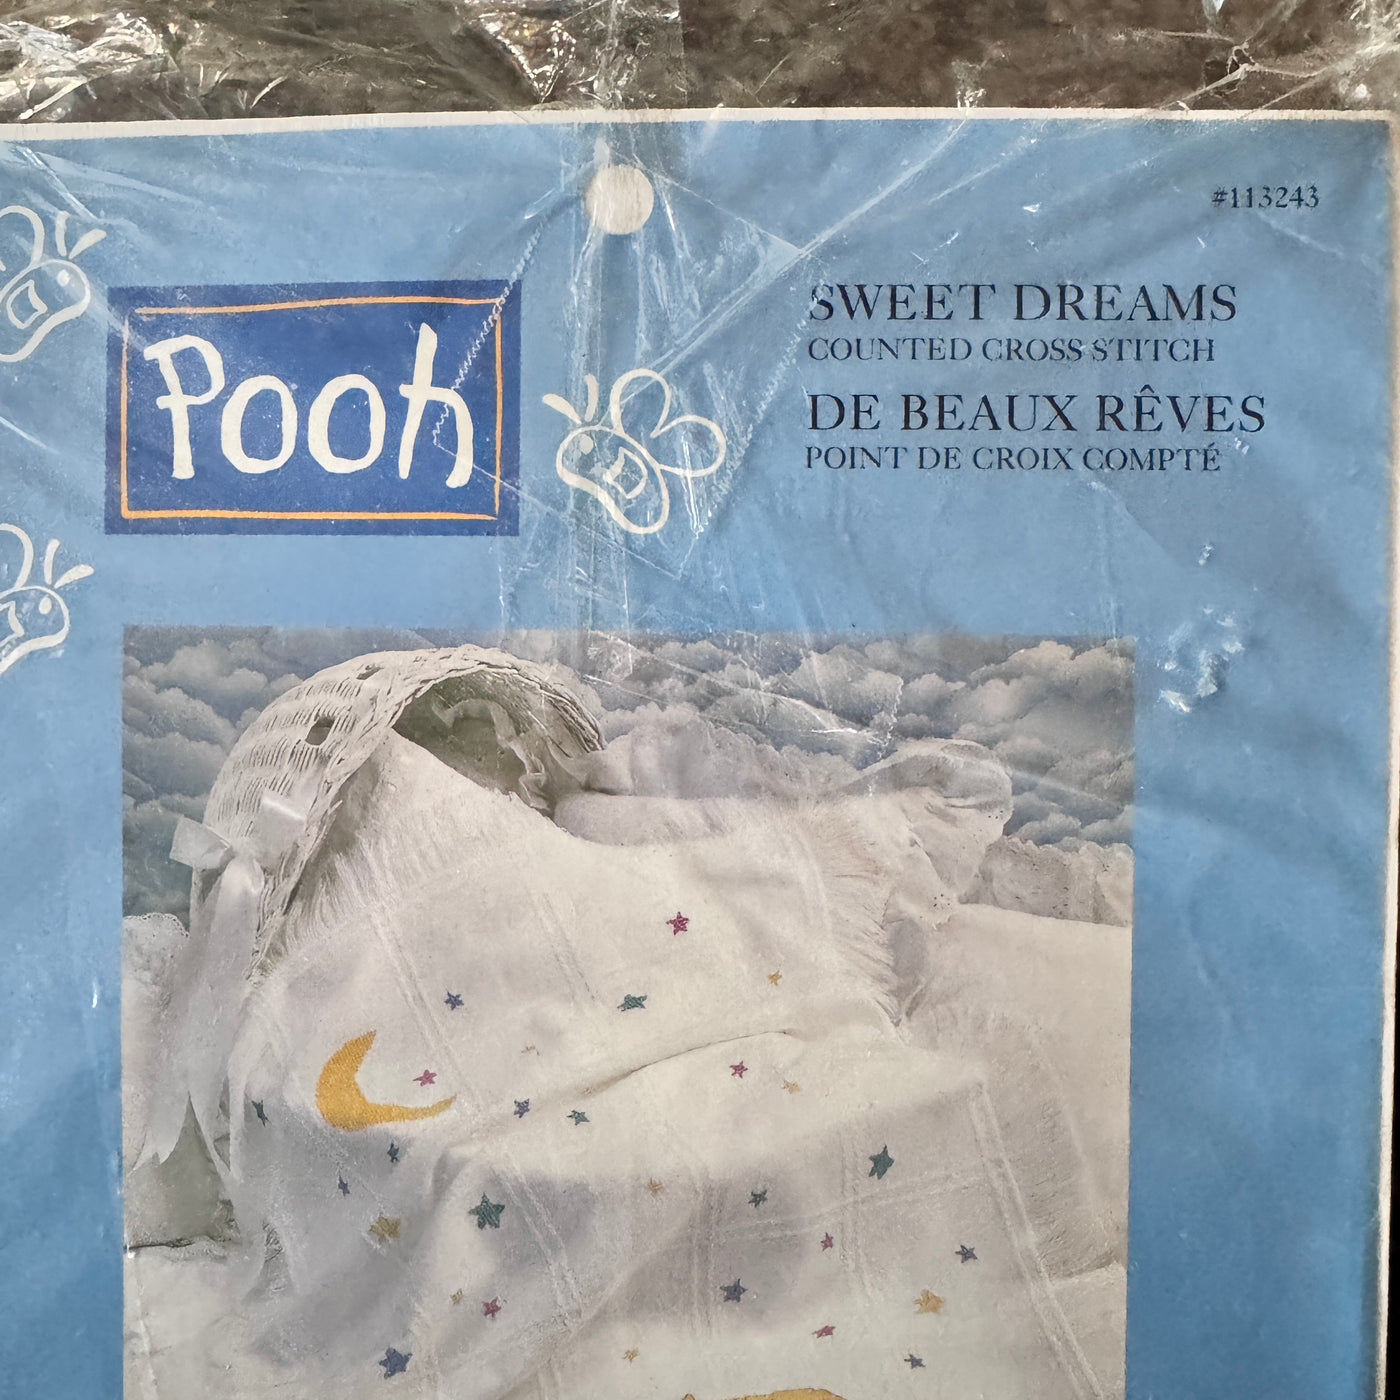 #113243
Pooh
SWEET DREAMS
COUNTED CROSS STITCH
DE BEAUX RÊVES
POINT DE CROIX COMPTÉ